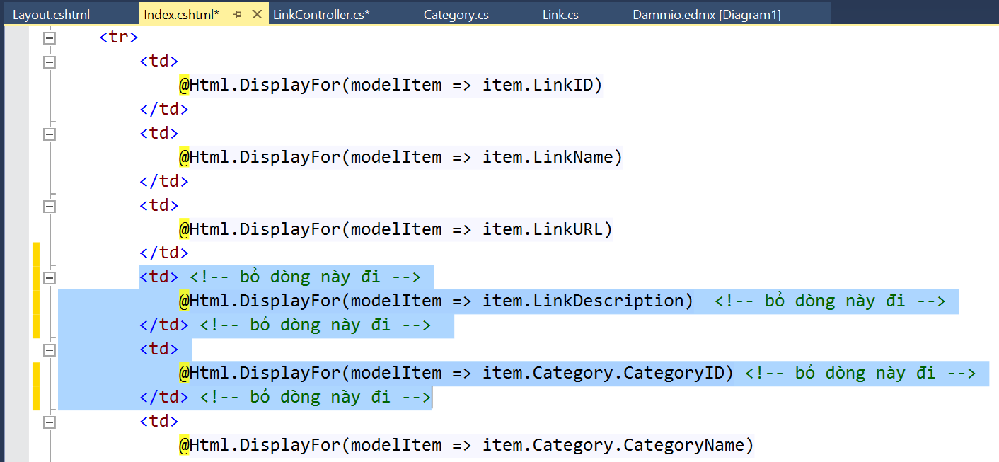 _Layout.cshtml Index.cshtml* LinkController.cs* Category.cs Link.cs Dammio.edmx [Diagram1]
<tr>
<td>
@Html.DisplayFor(modelItem => item.LinkID)
</td>
<td>
@Html.DisplayFor(modelItem => item.LinkName)
</td>
<td>
@Html.DisplayFor(modelItem => item.LinkURL)
</td>
<td> <!-- bỏ dòng này đi -->
@Html.DisplayFor(modelItem => item.LinkDescription)  <!-- bỏ dòng này đi -->
</td> <!-- bỏ dòng này đi -->
<td>
@Html.DisplayFor(modelItem => item.Category.CategoryID) <!-- bỏ dòng này đi -->
</td> <!-- bỏ dòng này đi -->
<td>
@Html.DisplayFor(modelItem => item.Category.CategoryName)